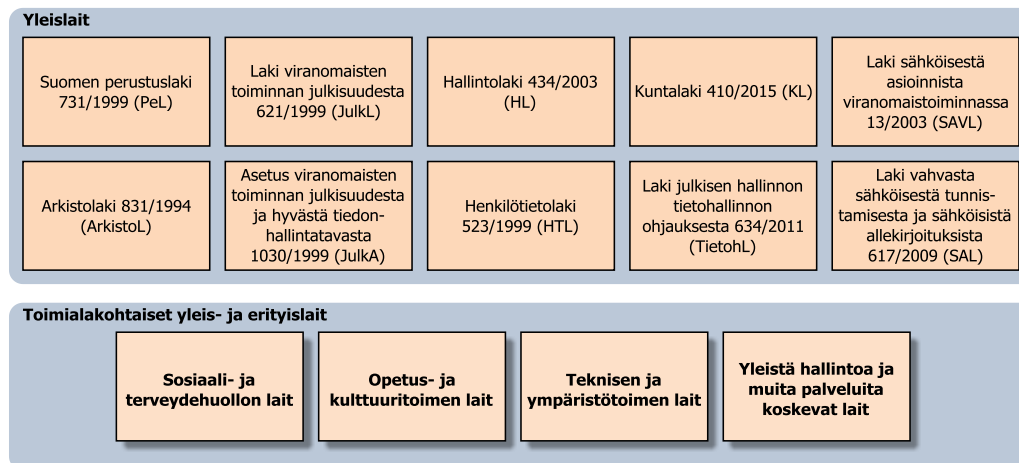 Yleislait
Suomen perustuslaki
731/1999 (PeL)
Laki viranomaisten
toiminnan julkisuudesta
621/1999 (JulkL)
Hallintolaki 434/2003
(HL)
Kuntalaki 410/2015 (KL)
Laki sähköisestä
asioinnista
viranomaistoiminnassa
13/2003 (SAVL)
Arkistolaki 831/1994
(ArkistoL)
Asetus viranomaisten
toiminnan julkisuudesta
ja hyvästä tiedon-
hallintatavasta
1030/1999 (JulkA)
Henkilötietolaki
523/1999 (HTL)
Laki julkisen hallinnon
tietohallinnon
ohjauksesta 634/2011
(TietohL)
Laki vahvasta
sähköisestä tunnis-
tamisesta ja sähköisistä
allekirjoituksista
617/2009 (SAL)
Toimialakohtaiset yleis- ja erityislait
Sosiaali- ja
terveydehuollon lait
Opetus- ja
kulttuuritoimen lait
Teknisen ja
ympäristötoimen lait
Yleistä hallintoa ja
muita palveluita
koskevat lait